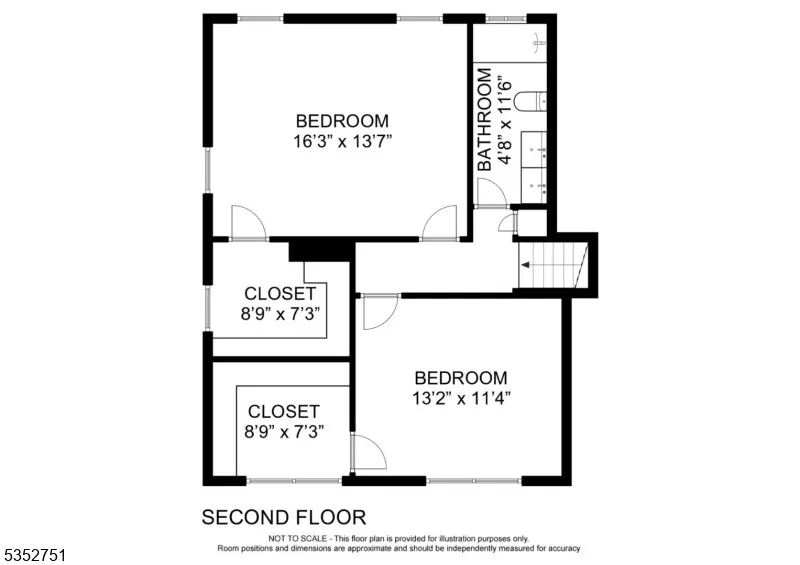 BEDROOM
16'3" x 13'7"
BATHROOM
4'8" x 11'6"
CLOSET
8'9" x 7'3"
BEDROOM
13'2" x 11'4"
CLOSET
8'9" x 7'3"
SECOND FLOOR
NOT TO SCALE - This floor plan is provided for illustration purposes only.
Room positions and dimensions are approximate and should be independently measured for accuracy
5352751